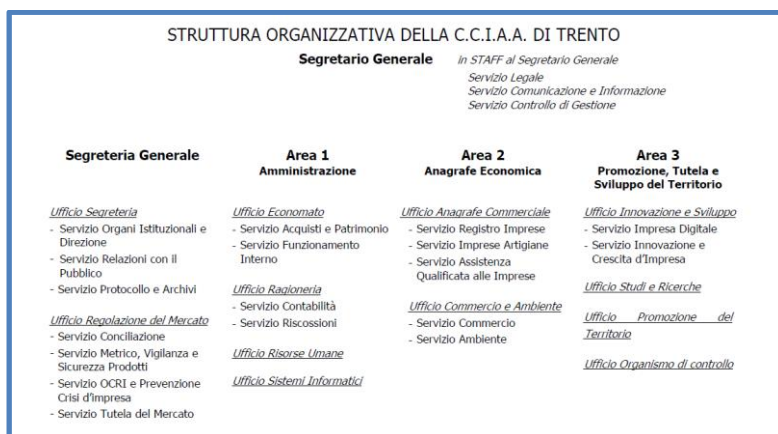 STRUTTURA ORGANIZZATIVA DELLA C.C.I.A.A. DI TRENTO
Segretario Generale in STAFF al Segretario Generale
Servizio Legale
Servizio Comunicazione e Informazione
Servizio Controllo di Gestione
Segreteria Generale
Ufficio Segreteria
- Servizio Organi Istituzionali e
Direzione
- Servizio Relazioni con il
Pubblico
- Servizio Protocollo e Archivi
Ufficio Regolazione del Mercato
- Servizio Conciliazione
- Servizio Metrico, Vigilanza e
Sicurezza Prodotti
- Servizio OCRI e Prevenzione
Crisi d'impresa
- Servizio Tutela del Mercato
Area 1
Amministrazione
Ufficio Economato
- Servizio Acquisti e Patrimonio
- Servizio Funzionamento
Interno
Ufficio Ragioneria
- Servizio Contabilità
- Servizio Riscossioni
Ufficio Risorse Umane
Ufficio Sistemi Informatici
Area 2
Anagrafe Economica
Ufficio Anagrafe Commerciale
- Servizio Registro Imprese
- Servizio Imprese Artigiane
- Servizio Assistenza
Qualificata alle Imprese
Ufficio Commercio e Ambiente
- Servizio Commercio
- Servizio Ambiente
Area 3
Promozione, Tutela e
Sviluppo del Territorio
Ufficio Innovazione e Sviluppo
- Servizio Impresa Digitale
- Servizio Innovazione e
Crescita d'Impresa
Ufficio Studi e Ricerche
Ufficio Promozione del
Territorio
Ufficio Organismo di controllo